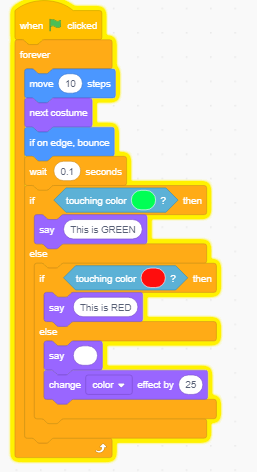 when clicked
forever
move 10 steps
next costume
if on edge, bounce
wait 0.1 seconds
if touching color ? then
say This is GREEN
else
if touching color ? then
say This is RED
else
say
change color effect by 25